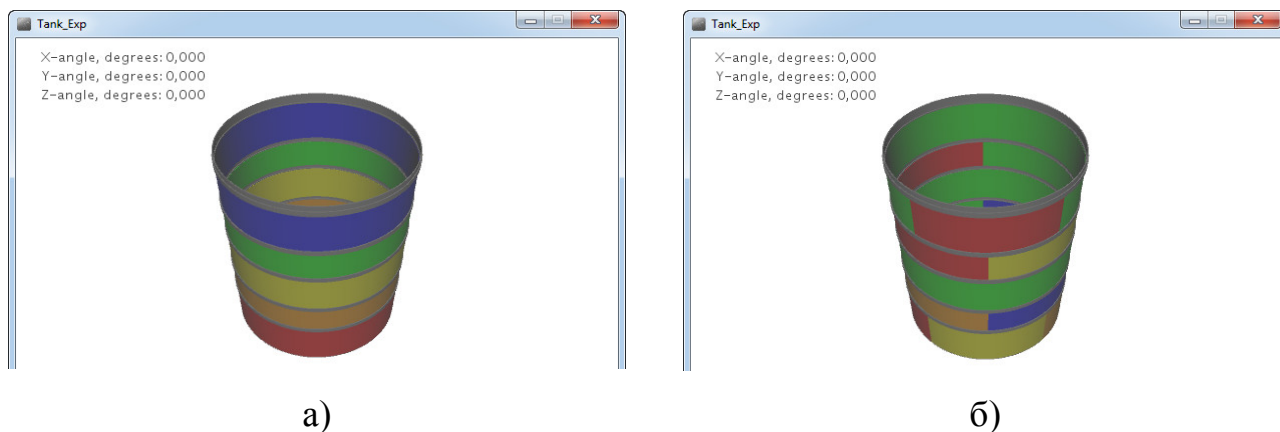 Tank_Exp
X-angle, degrees: 0,000
Y-angle, degrees: 0,000
Z-angle, degrees: 0,000
Tank_Exp
X-angle, degrees: 0,000
Y-angle, degrees: 0,000
Z-angle, degrees: 0,000
а)
б)